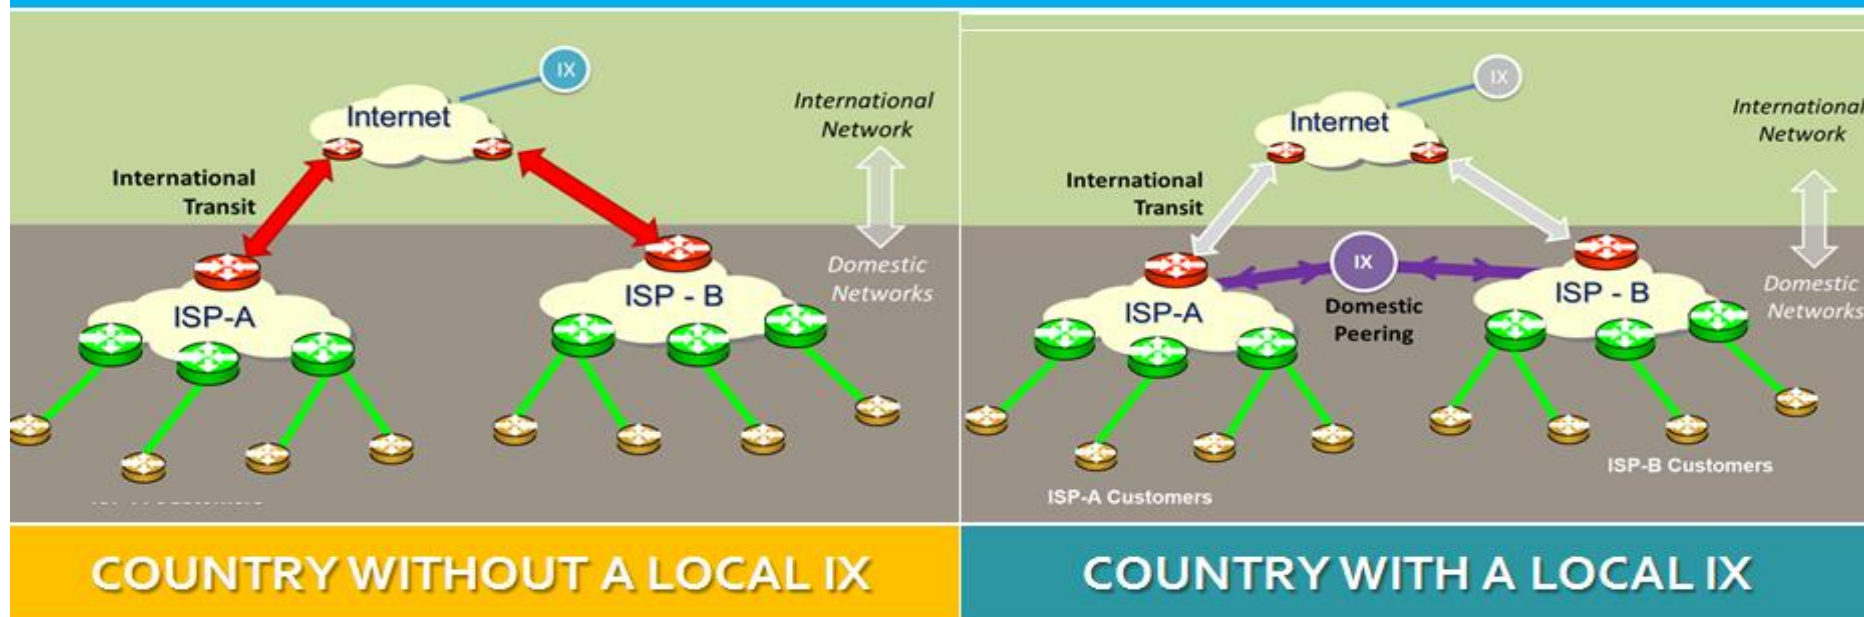 IX
Internet
International
Network
International
Transit
Domestic
Networks
ISP-A
ISP - B
COUNTRY WITHOUT A LOCAL IX
IX
Internet
International
Network
International
Transit
IX
Domestic
Networks
ISP-A
ISP - B
Domestic
Peering
ISP-B Customers
ISP-A Customers
COUNTRY WITH A LOCAL IX